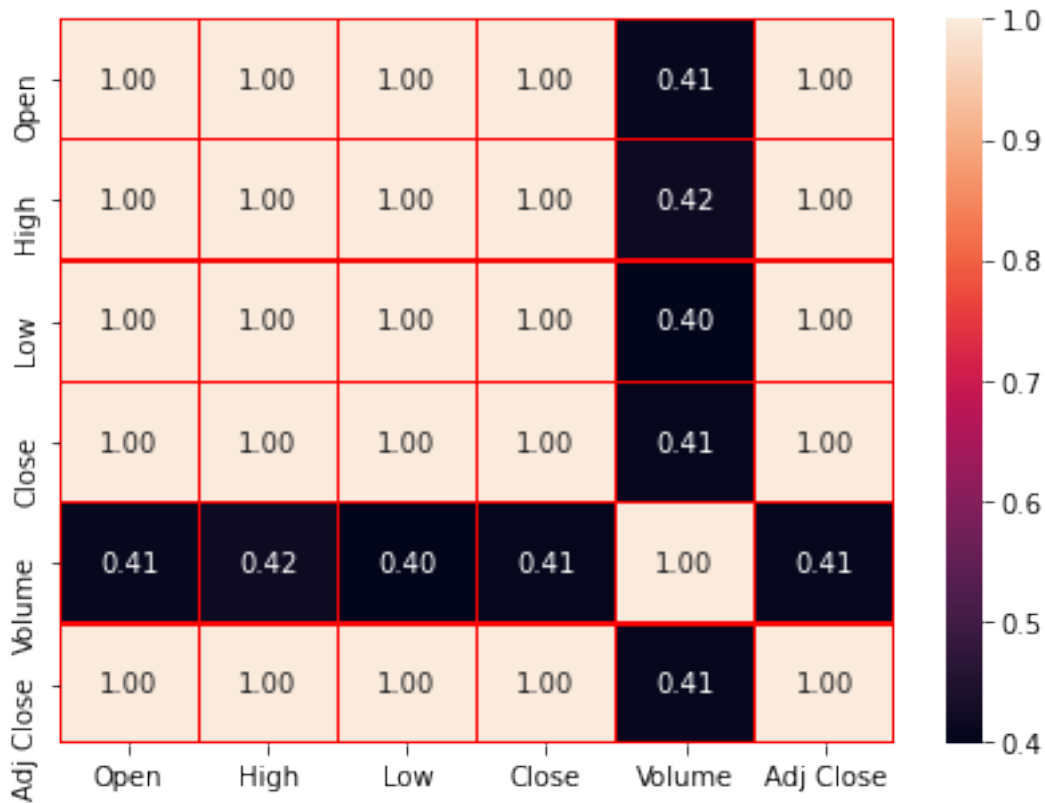 Open 1.00 1.00 1.00 1.00 0.41 1.00
High 1.00 1.00 1.00 1.00 0.42 1.00
Low 1.00 1.00 1.00 1.00 0.40 1.00
Close 1.00 1.00 1.00 1.00 0.41 1.00
Volume 0.41 0.42 0.40 0.41 1.00 0.41
Adj Close 1.00 1.00 1.00 1.00 0.41 1.00
Open High Low Close Volume Adj Close
1.0
0.9
0.8
0.7
0.6
0.5
0.4